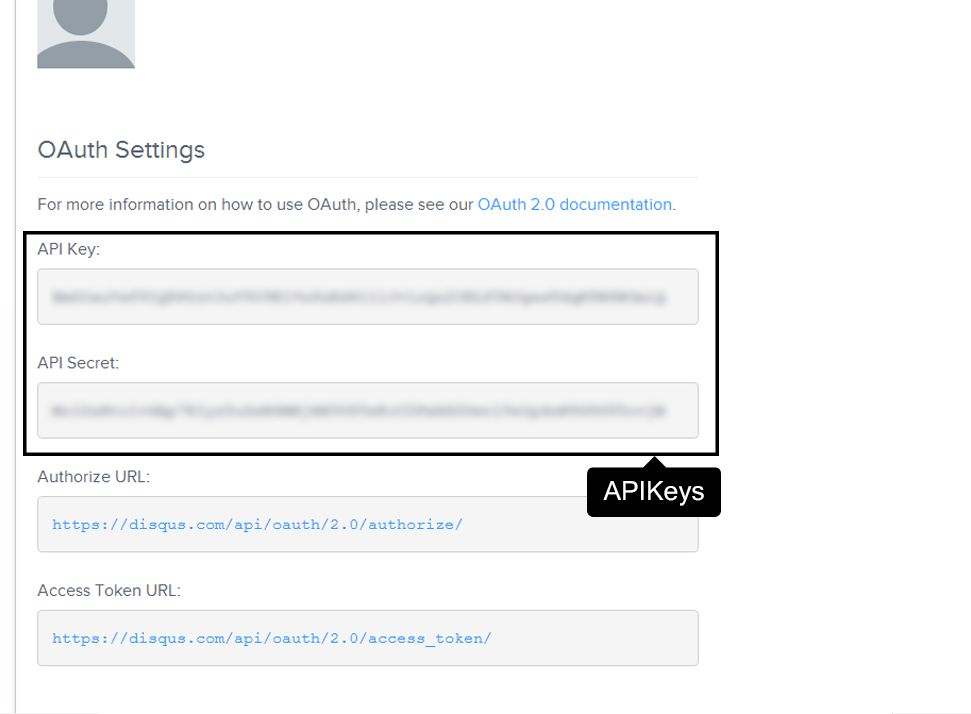 OAuth Settings
For more information on how to use OAuth, please see our OAuth 2.0 documentation.
API Key:
API Secret:
Authorize URL:
APIKeys
https://disqus.com/api/oauth/2.0/authorize/
Access Token URL:
https://disqus.com/api/oauth/2.0/access_token/